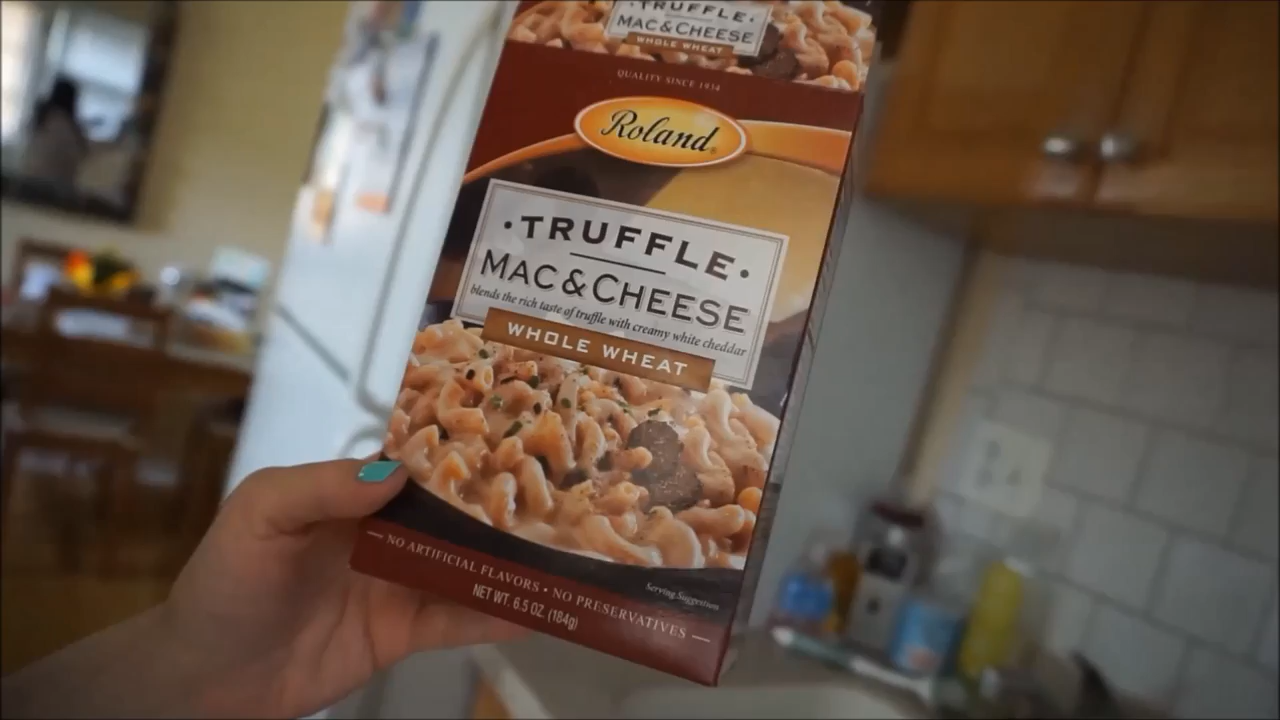 TRUFFLE
MAC & CHEESE
WHOLE WHEAT
QUALITY SINCE 1934
Roland®
• TRUFFLE •
MAC & CHEESE
blends the rich taste of truffle with creamy white cheddar
WHOLE WHEAT
Serving Suggestion
— NO ARTIFICIAL FLAVORS • NO PRESERVATIVES —
NET WT. 6.5 OZ. (184g)